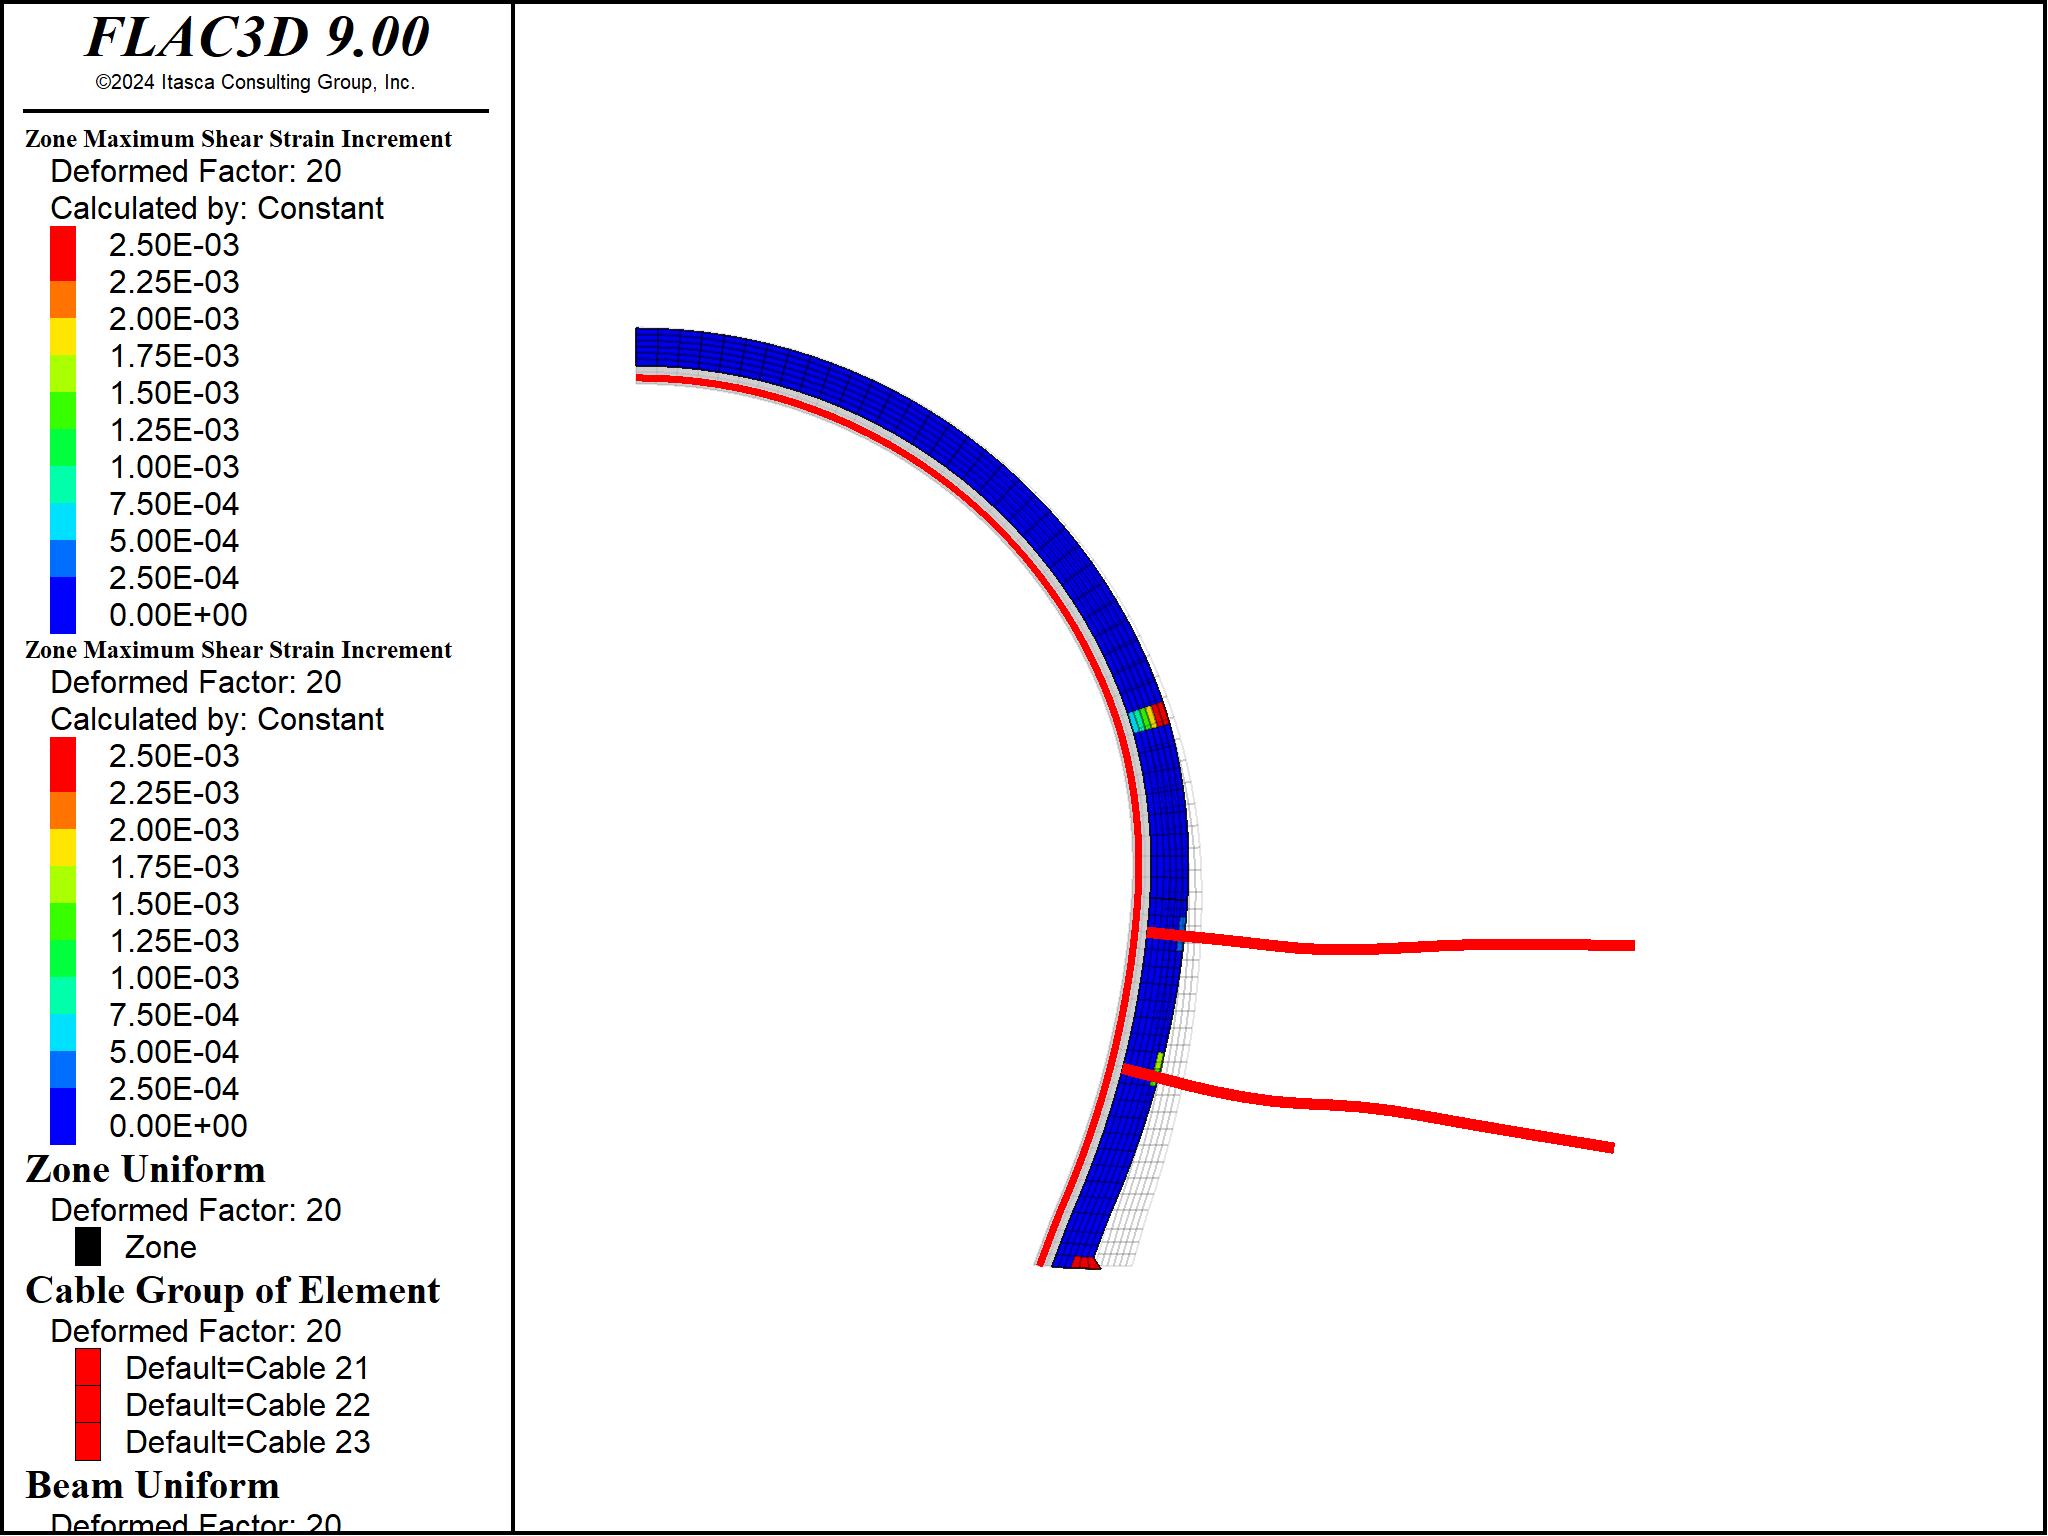 FLAC3D 9.00
©2024 Itasca Consulting Group, Inc.
Zone Maximum Shear Strain Increment
Deformed Factor: 20
Calculated by: Constant
2.50E-03
2.25E-03
2.00E-03
1.75E-03
1.50E-03
1.25E-03
1.00E-03
7.50E-04
5.00E-04
2.50E-04
0.00E+00
Zone Maximum Shear Strain Increment
Deformed Factor: 20
Calculated by: Constant
2.50E-03
2.25E-03
2.00E-03
1.75E-03
1.50E-03
1.25E-03
1.00E-03
7.50E-04
5.00E-04
2.50E-04
0.00E+00
Zone Uniform
Deformed Factor: 20
Zone
Cable Group of Element
Deformed Factor: 20
Default=Cable 21
Default=Cable 22
Default=Cable 23
Beam Uniform
Deformed Factor: 20